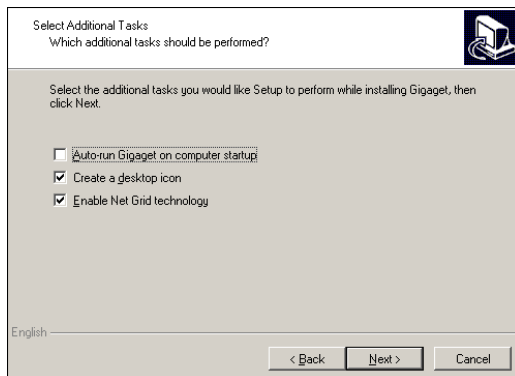 Select Additional Tasks
Which additional tasks should be performed?
Select the additional tasks you would like Setup to perform while installing Gigaget, then
click Next.
Auto-run Gigaget on computer startup
Create a desktop icon
Enable Net Grid technology
English
< Back
Next >
Cancel